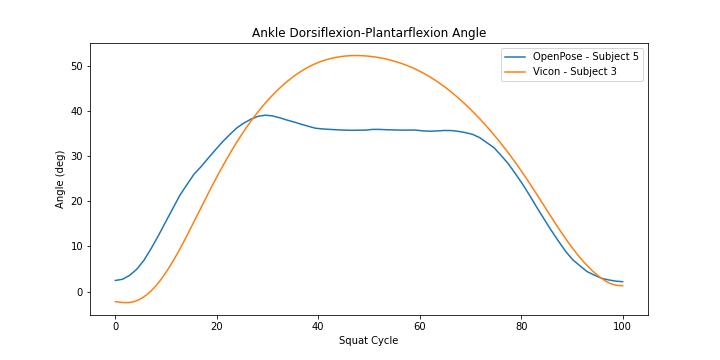 Ankle Dorsiflexion-Plantarflexion Angle
OpenPose - Subject 5
Vicon - Subject 3
Angle (deg)
50
40
30
20
10
0
0 20 40 60 80 100
Squat Cycle